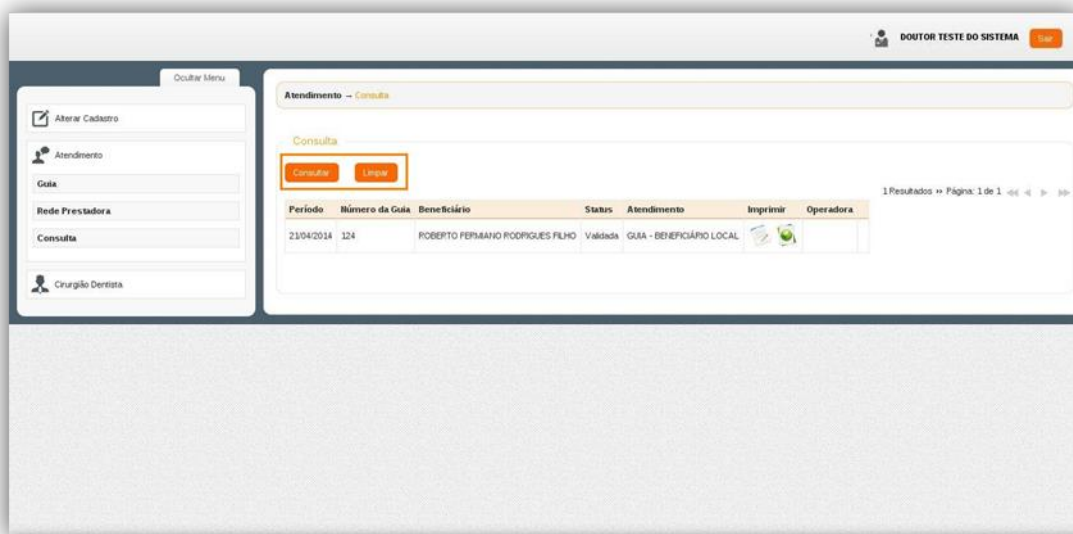 DOUTOR TESTE DO SISTEMA Sair
Ocultar Menu
Alterar Cadastro
Atendimento
Guia
Rede Prestadora
Consulta
Cirurgião Dentista
Atendimento → Consulta
Consulta
Consultar Limpar
1 Resultados ›› Página: 1 de 1
Período Número da Guia Beneficiário Status Atendimento Imprimir Operadora
21/04/2014 124 ROBERTO FERMIANO RODRIGUES FILHO Validada GUIA - BENEFICIÁRIO LOCAL